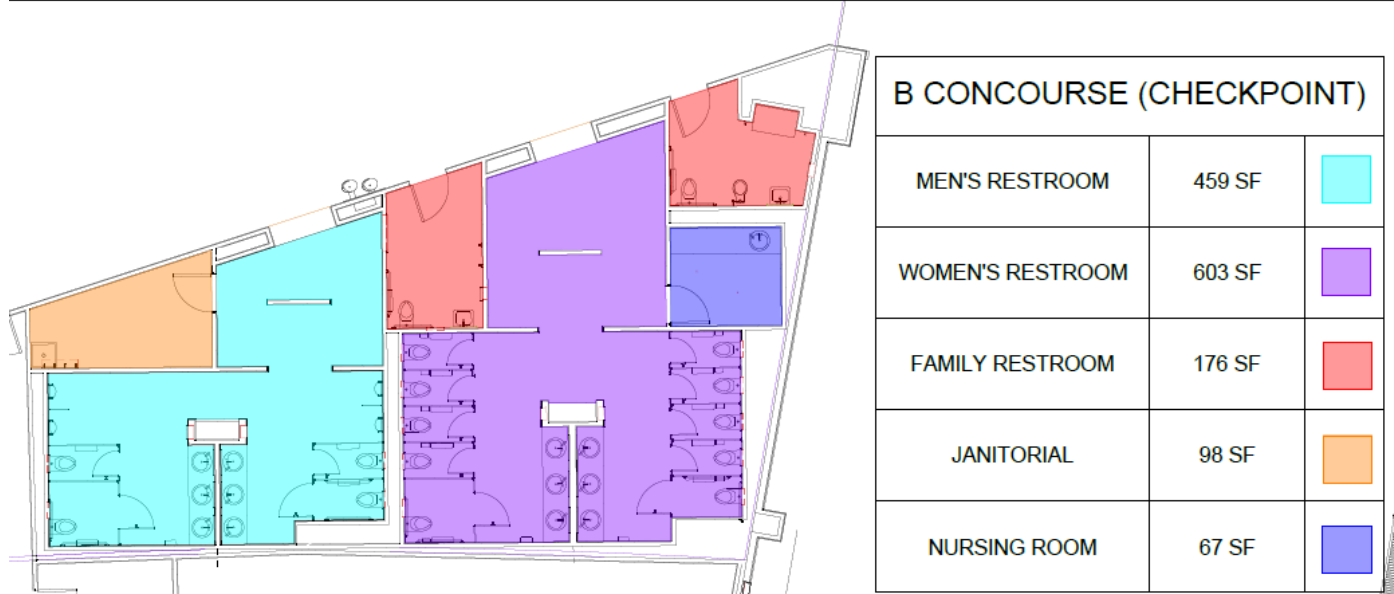 B CONCOURSE (CHECKPOINT)
MEN'S RESTROOM 459 SF
WOMEN'S RESTROOM 603 SF
FAMILY RESTROOM 176 SF
JANITORIAL 98 SF
NURSING ROOM 67 SF